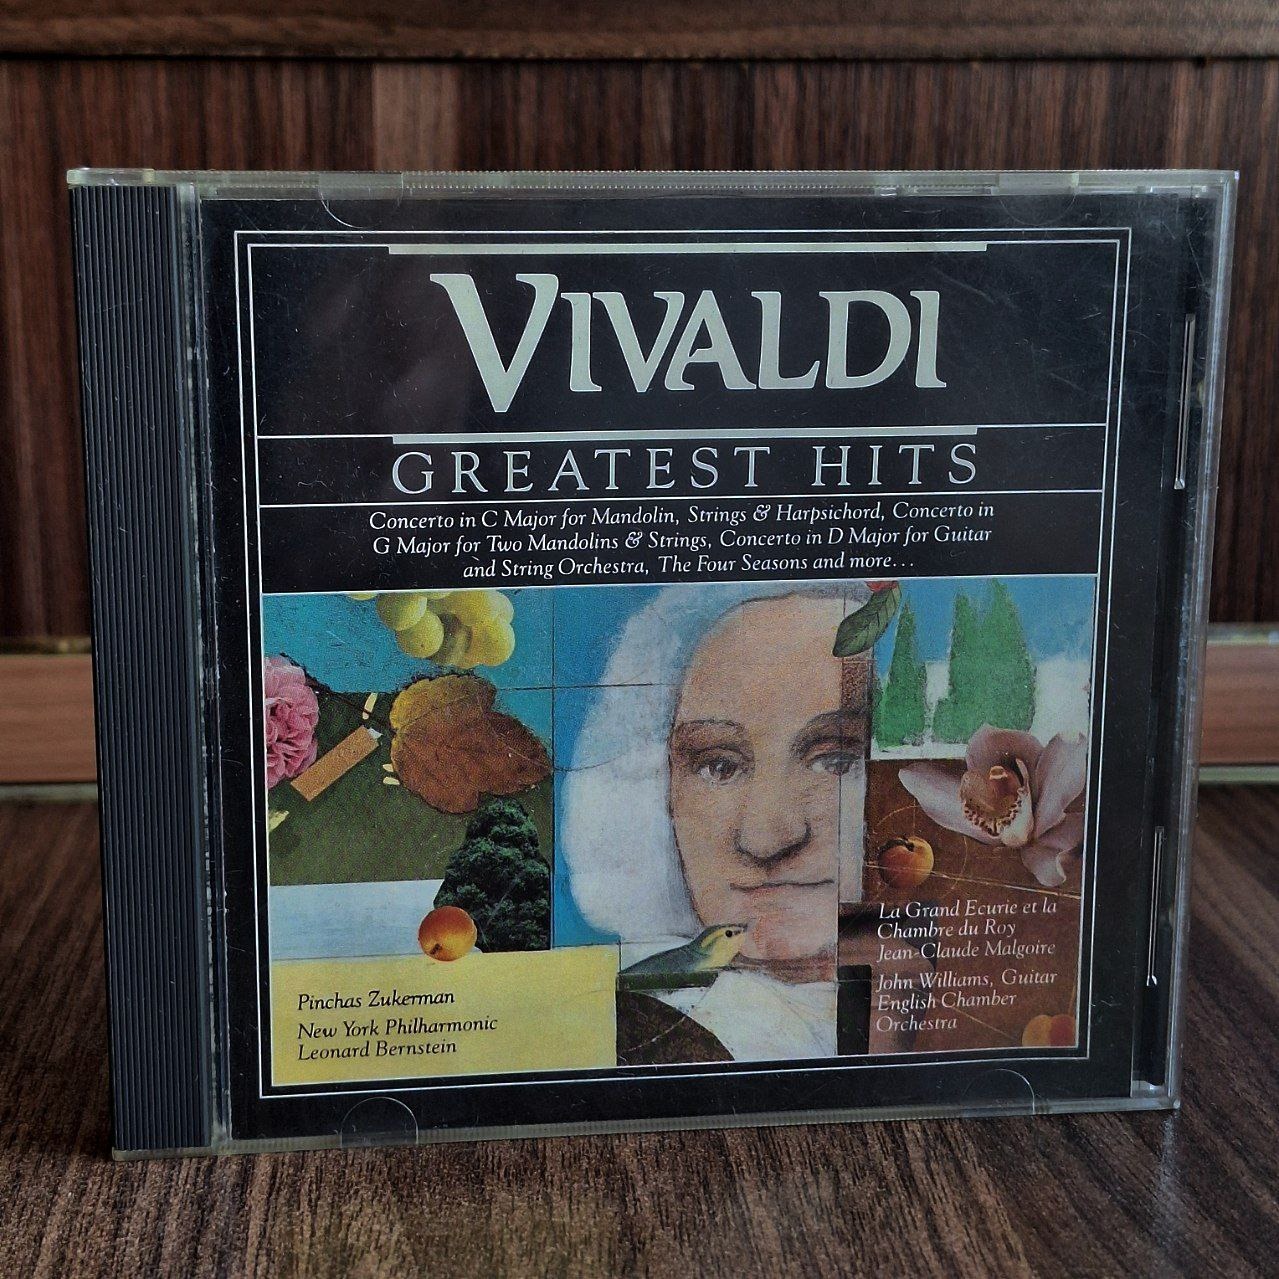 VIVALDI
GREATEST HITS
Concerto in C Major for Mandolin, Strings & Harpsichord, Concerto in
G Major for Two Mandolins & Strings, Concerto in D Major for Guitar
and String Orchestra, The Four Seasons and more...
Pinchas Zukerman
New York Philharmonic
Leonard Bernstein
La Grand Ecurie et la
Chambre du Roy
Jean-Claude Malgoire
John Williams, Guitar
English Chamber
Orchestra